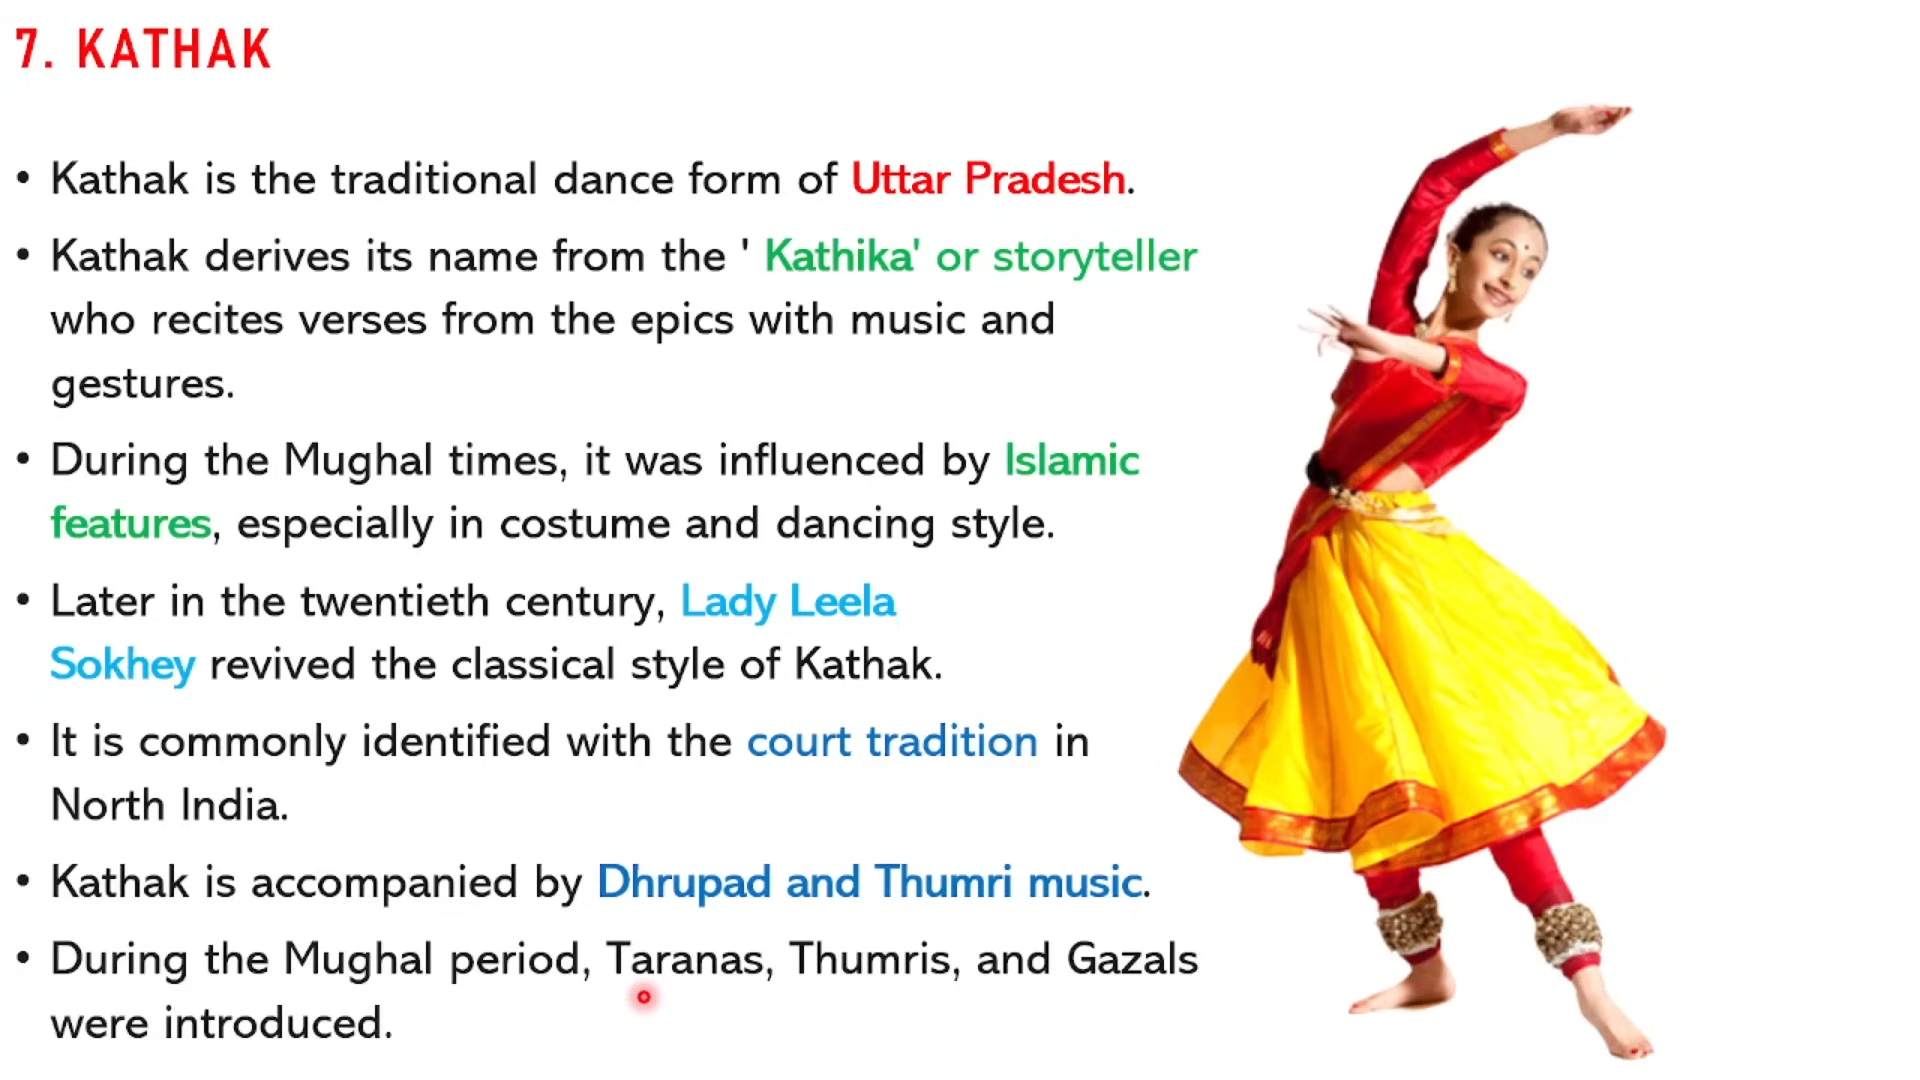 7. KATHAK
• Kathak is the traditional dance form of Uttar Pradesh.
• Kathak derives its name from the ' Kathika' or storyteller
who recites verses from the epics with music and
gestures.
• During the Mughal times, it was influenced by Islamic
features, especially in costume and dancing style.
• Later in the twentieth century, Lady Leela
Sokhey revived the classical style of Kathak.
• It is commonly identified with the court tradition in
North India.
• Kathak is accompanied by Dhrupad and Thumri music.
• During the Mughal period, Taranas, Thumris, and Gazals
were introduced.